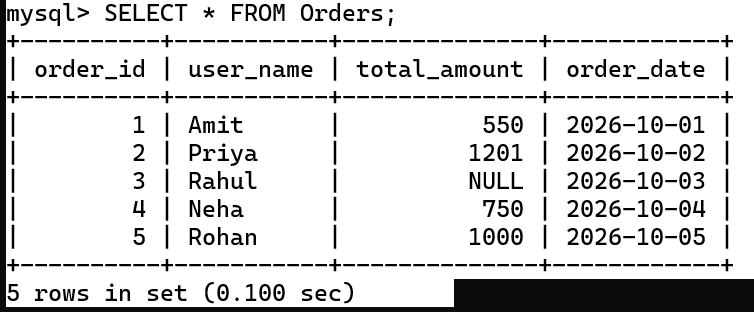 mysql> SELECT * FROM Orders;
+----------+-----------+--------------+------------+
| order_id | user_name | total_amount | order_date |
+----------+-----------+--------------+------------+
|        1 | Amit      |          550 | 2026-10-01 |
|        2 | Priya     |         1201 | 2026-10-02 |
|        3 | Rahul     |         NULL | 2026-10-03 |
|        4 | Neha      |          750 | 2026-10-04 |
|        5 | Rohan     |         1000 | 2026-10-05 |
+----------+-----------+--------------+------------+
5 rows in set (0.100 sec)